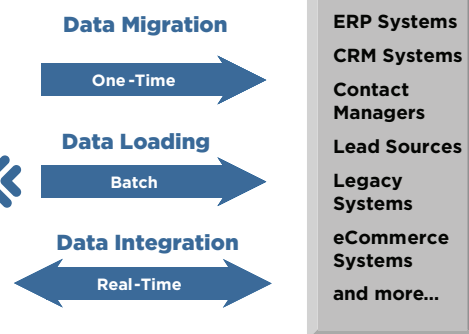 Data Migration
One-Time
Data Loading
Batch
Data Integration
Real-Time
ERP Systems
CRM Systems
Contact
Managers
Lead Sources
Legacy
Systems
eCommerce
Systems
and more...